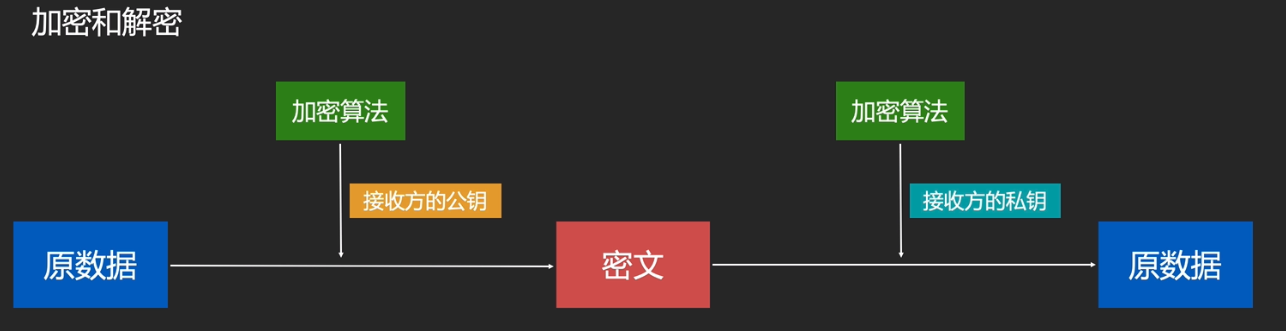 加密和解密
加密算法
加密算法
接收方的公钥
接收方的私钥
原数据
密文
原数据